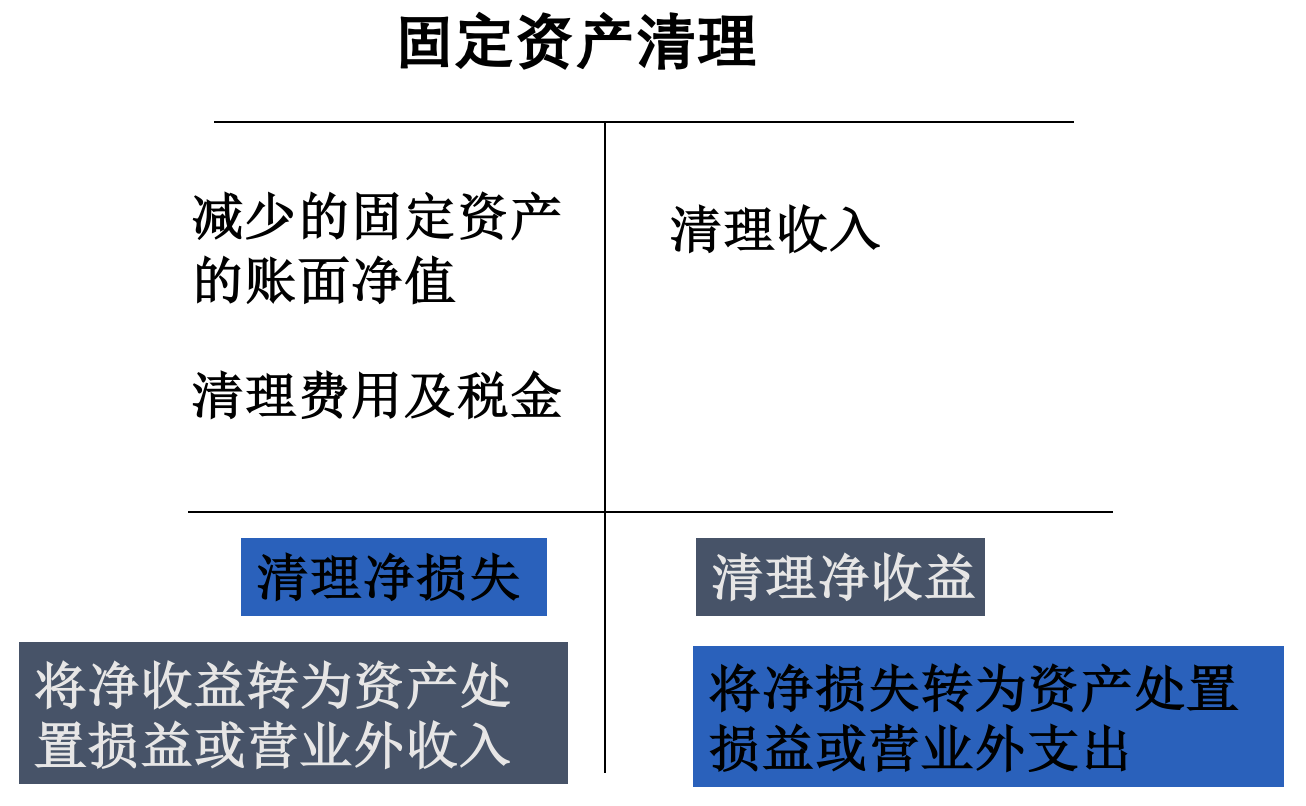 固定资产清理
减少的固定资产
的账面净值
清理费用及税金
清理收入
清理净损失
清理净收益
将净收益转为资产处
置损益或营业外收入
将净损失转为资产处置
损益或营业外支出